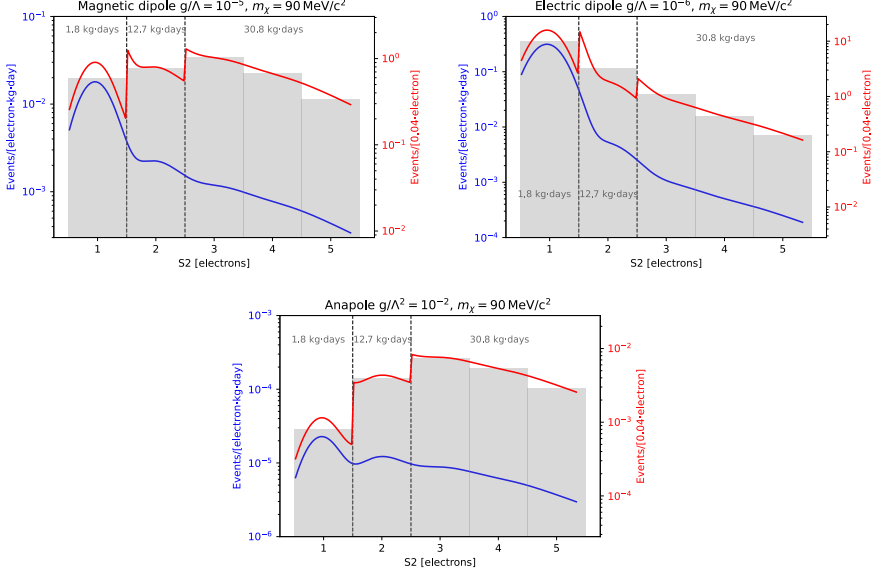 Magnetic dipole g/Λ = 10⁻⁵, mχ = 90 MeV/c²
10⁻¹
10⁻²
10⁻³
Events/[electron·kg·day]
1.8 kg·days
12.7 kg·days
30.8 kg·days
10⁰
10⁻¹
10⁻²
Events/[0.04·electron]
1 2 3 4 5
S2 [electrons]
Electric dipole g/Λ = 10⁻⁶, mχ = 90 MeV/c²
10⁰
10⁻¹
10⁻²
10⁻³
10⁻⁴
Events/[electron·kg·day]
30.8 kg·days
1.8 kg·days
12.7 kg·days
10¹
10⁰
10⁻¹
10⁻²
Events/[0.04·electron]
1 2 3 4 5
S2 [electrons]
Anapole g/Λ² = 10⁻², mχ = 90 MeV/c²
10⁻³
10⁻⁴
10⁻⁵
10⁻⁶
Events/[electron·kg·day]
1.8 kg·days
12.7 kg·days
30.8 kg·days
10⁻²
10⁻³
10⁻⁴
Events/[0.04·electron]
1 2 3 4 5
S2 [electrons]